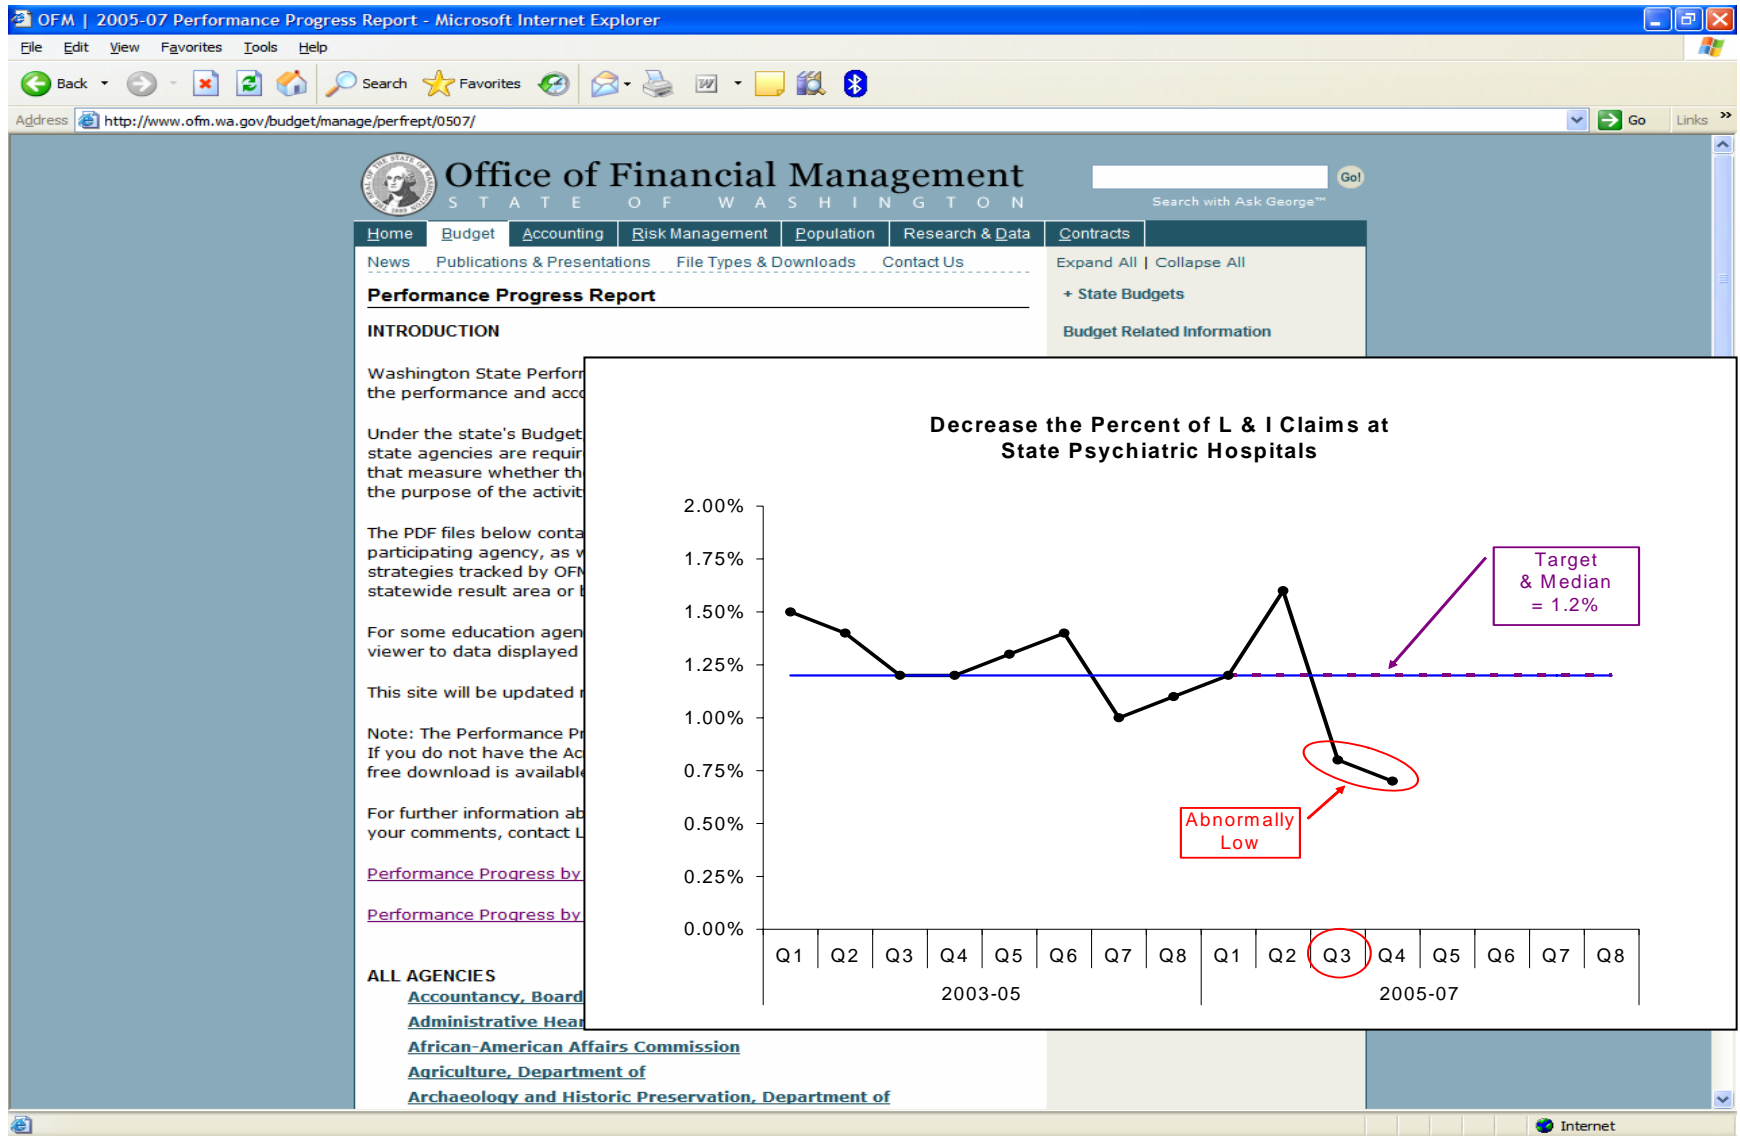 OFM | 2005-07 Performance Progress Report - Microsoft Internet Explorer
File Edit View Favorites Tools Help
Back Search Favorites
Address http://www.ofm.wa.gov/budget/manage/perfrept/0507/ Go Links »
Office of Financial Management
STATE OF WASHINGTON
Go!
Search with Ask George™
Home Budget Accounting Risk Management Population Research & Data Contracts
News Publications & Presentations File Types & Downloads Contact Us
Expand All | Collapse All
Performance Progress Report
+ State Budgets
INTRODUCTION
Budget Related Information
Washington State Perfor
the performance and acc
Under the state's Budget
state agencies are requir
that measure whether th
the purpose of the activit
The PDF files below conta
participating agency, as w
strategies tracked by OFM
statewide result area or b
For some education agen
viewer to data displayed
This site will be updated r
Note: The Performance Pr
If you do not have the Ac
free download is available
For further information ab
your comments, contact L
Performance Progress by
Performance Progress by
ALL AGENCIES
Accountancy, Board
Administrative Hear
African-American Affairs Commission
Agriculture, Department of
Archaeology and Historic Preservation, Department of
Decrease the Percent of L & I Claims at
State Psychiatric Hospitals
2.00%
1.75%
1.50%
1.25%
1.00%
0.75%
0.50%
0.25%
0.00%
Target
& Median
= 1.2%
Abnormally
Low
Q1 Q2 Q3 Q4 Q5 Q6 Q7 Q8 Q1 Q2 Q3 Q4 Q5 Q6 Q7 Q8
2003-05 2005-07
Internet